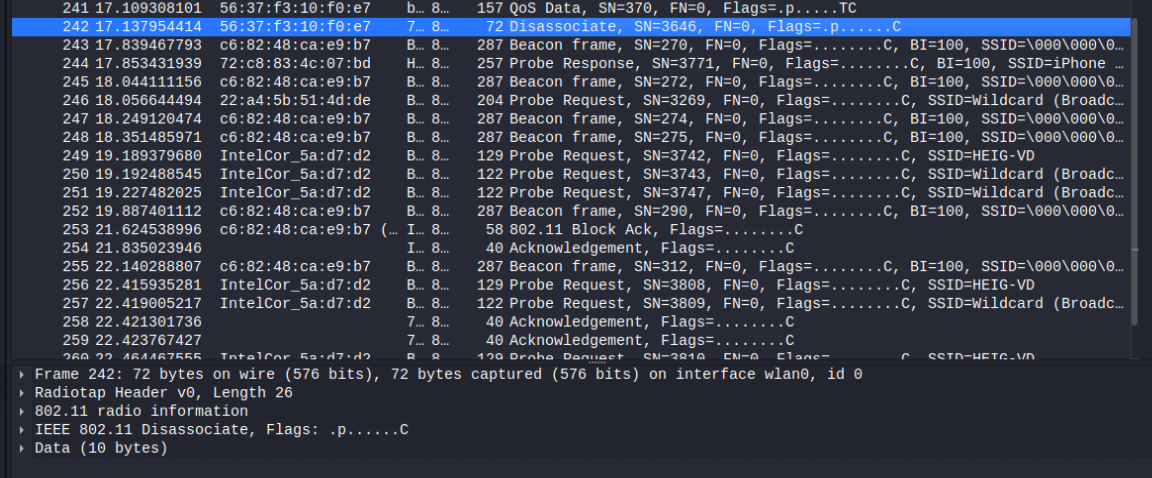 241 17.109308101 56:37:f3:10:f0:e7 b… 8… 157 QoS Data, SN=370, FN=0, Flags=.p.....TC
242 17.137954414 56:37:f3:10:f0:e7 7… 8… 72 Disassociate, SN=3646, FN=0, Flags=.p......C
243 17.839467793 c6:82:48:ca:e9:b7 B… 8… 287 Beacon frame, SN=270, FN=0, Flags=........C, BI=100, SSID=\000\000\0…
244 17.853431939 72:c8:83:4c:07:bd H… 8… 257 Probe Response, SN=3771, FN=0, Flags=........C, BI=100, SSID=iPhone …
245 18.044111156 c6:82:48:ca:e9:b7 B… 8… 287 Beacon frame, SN=272, FN=0, Flags=........C, BI=100, SSID=\000\000\0…
246 18.056644494 22:a4:5b:51:4d:de B… 8… 204 Probe Request, SN=3269, FN=0, Flags=........C, SSID=Wildcard (Broadc…
247 18.249120474 c6:82:48:ca:e9:b7 B… 8… 287 Beacon frame, SN=274, FN=0, Flags=........C, BI=100, SSID=\000\000\0…
248 18.351485971 c6:82:48:ca:e9:b7 B… 8… 287 Beacon frame, SN=275, FN=0, Flags=........C, BI=100, SSID=\000\000\0…
249 19.189379680 IntelCor_5a:d7:d2 B… 8… 129 Probe Request, SN=3742, FN=0, Flags=........C, SSID=HEIG-VD
250 19.192488545 IntelCor_5a:d7:d2 B… 8… 122 Probe Request, SN=3743, FN=0, Flags=........C, SSID=Wildcard (Broadc…
251 19.227482025 IntelCor_5a:d7:d2 B… 8… 122 Probe Request, SN=3747, FN=0, Flags=........C, SSID=Wildcard (Broadc…
252 19.887401112 c6:82:48:ca:e9:b7 B… 8… 287 Beacon frame, SN=290, FN=0, Flags=........C, BI=100, SSID=\000\000\0…
253 21.624538996 c6:82:48:ca:e9:b7 (… I… 8… 58 802.11 Block Ack, Flags=........C
254 21.835023946 I… 8… 40 Acknowledgement, Flags=........C
255 22.140288807 c6:82:48:ca:e9:b7 B… 8… 287 Beacon frame, SN=312, FN=0, Flags=........C, BI=100, SSID=\000\000\0…
256 22.415935281 IntelCor_5a:d7:d2 B… 8… 129 Probe Request, SN=3808, FN=0, Flags=........C, SSID=HEIG-VD
257 22.419005217 IntelCor_5a:d7:d2 B… 8… 122 Probe Request, SN=3809, FN=0, Flags=........C, SSID=Wildcard (Broadc…
258 22.421301736 7… 8… 40 Acknowledgement, Flags=........C
259 22.423767427 7… 8… 40 Acknowledgement, Flags=........C
260 22.464467555 IntelCor_5a:d7:d2 B… 8… 129 Probe Request, SN=3810, FN=0, Flags=........C, SSID=HEIG-VD
Frame 242: 72 bytes on wire (576 bits), 72 bytes captured (576 bits) on interface wlan0, id 0
Radiotap Header v0, Length 26
802.11 radio information
IEEE 802.11 Disassociate, Flags: .p......C
Data (10 bytes)